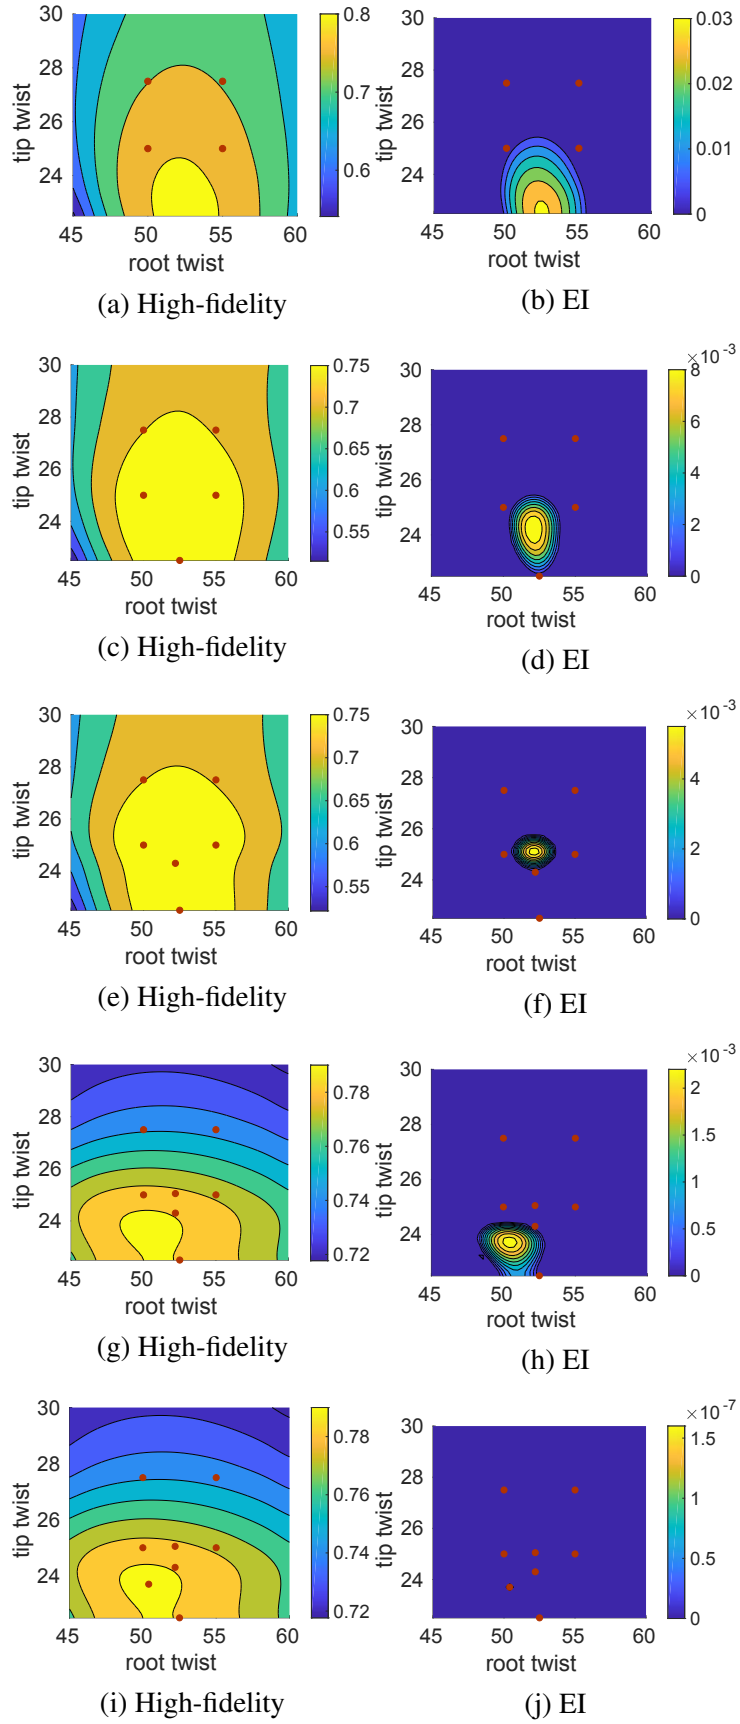 30
28
26
24
tip twist
45 50 55 60
root twist
0.8
0.7
0.6
(a) High-fidelity
30
28
26
24
tip twist
45 50 55 60
root twist
0.03
0.02
0.01
0
(b) EI
30
28
26
24
tip twist
45 50 55 60
root twist
0.75
0.7
0.65
0.6
0.55
(c) High-fidelity
30
28
26
24
tip twist
45 50 55 60
root twist
×10⁻³
8
6
4
2
0
(d) EI
30
28
26
24
tip twist
45 50 55 60
root twist
0.75
0.7
0.65
0.6
0.55
(e) High-fidelity
30
28
26
24
tip twist
45 50 55 60
root twist
×10⁻³
4
2
0
(f) EI
30
28
26
24
tip twist
45 50 55 60
root twist
0.78
0.76
0.74
0.72
(g) High-fidelity
30
28
26
24
tip twist
45 50 55 60
root twist
×10⁻³
2
1.5
1
0.5
0
(h) EI
30
28
26
24
tip twist
45 50 55 60
root twist
0.78
0.76
0.74
0.72
(i) High-fidelity
30
28
26
24
tip twist
45 50 55 60
root twist
×10⁻⁷
1.5
1
0.5
0
(j) EI